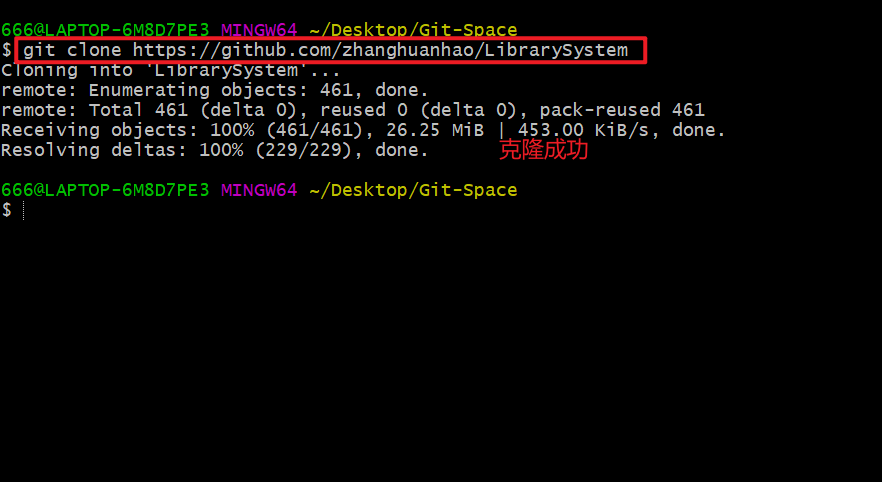 666@LAPTOP-6M8D7PE3 MINGW64 ~/Desktop/Git-Space
$ git clone https://github.com/zhanghuanhao/LibrarySystem
Cloning into 'LibrarySystem'...
remote: Enumerating objects: 461, done.
remote: Total 461 (delta 0), reused 0 (delta 0), pack-reused 461
Receiving objects: 100% (461/461), 26.25 MiB | 453.00 KiB/s, done.
Resolving deltas: 100% (229/229), done. 克隆成功
666@LAPTOP-6M8D7PE3 MINGW64 ~/Desktop/Git-Space
$